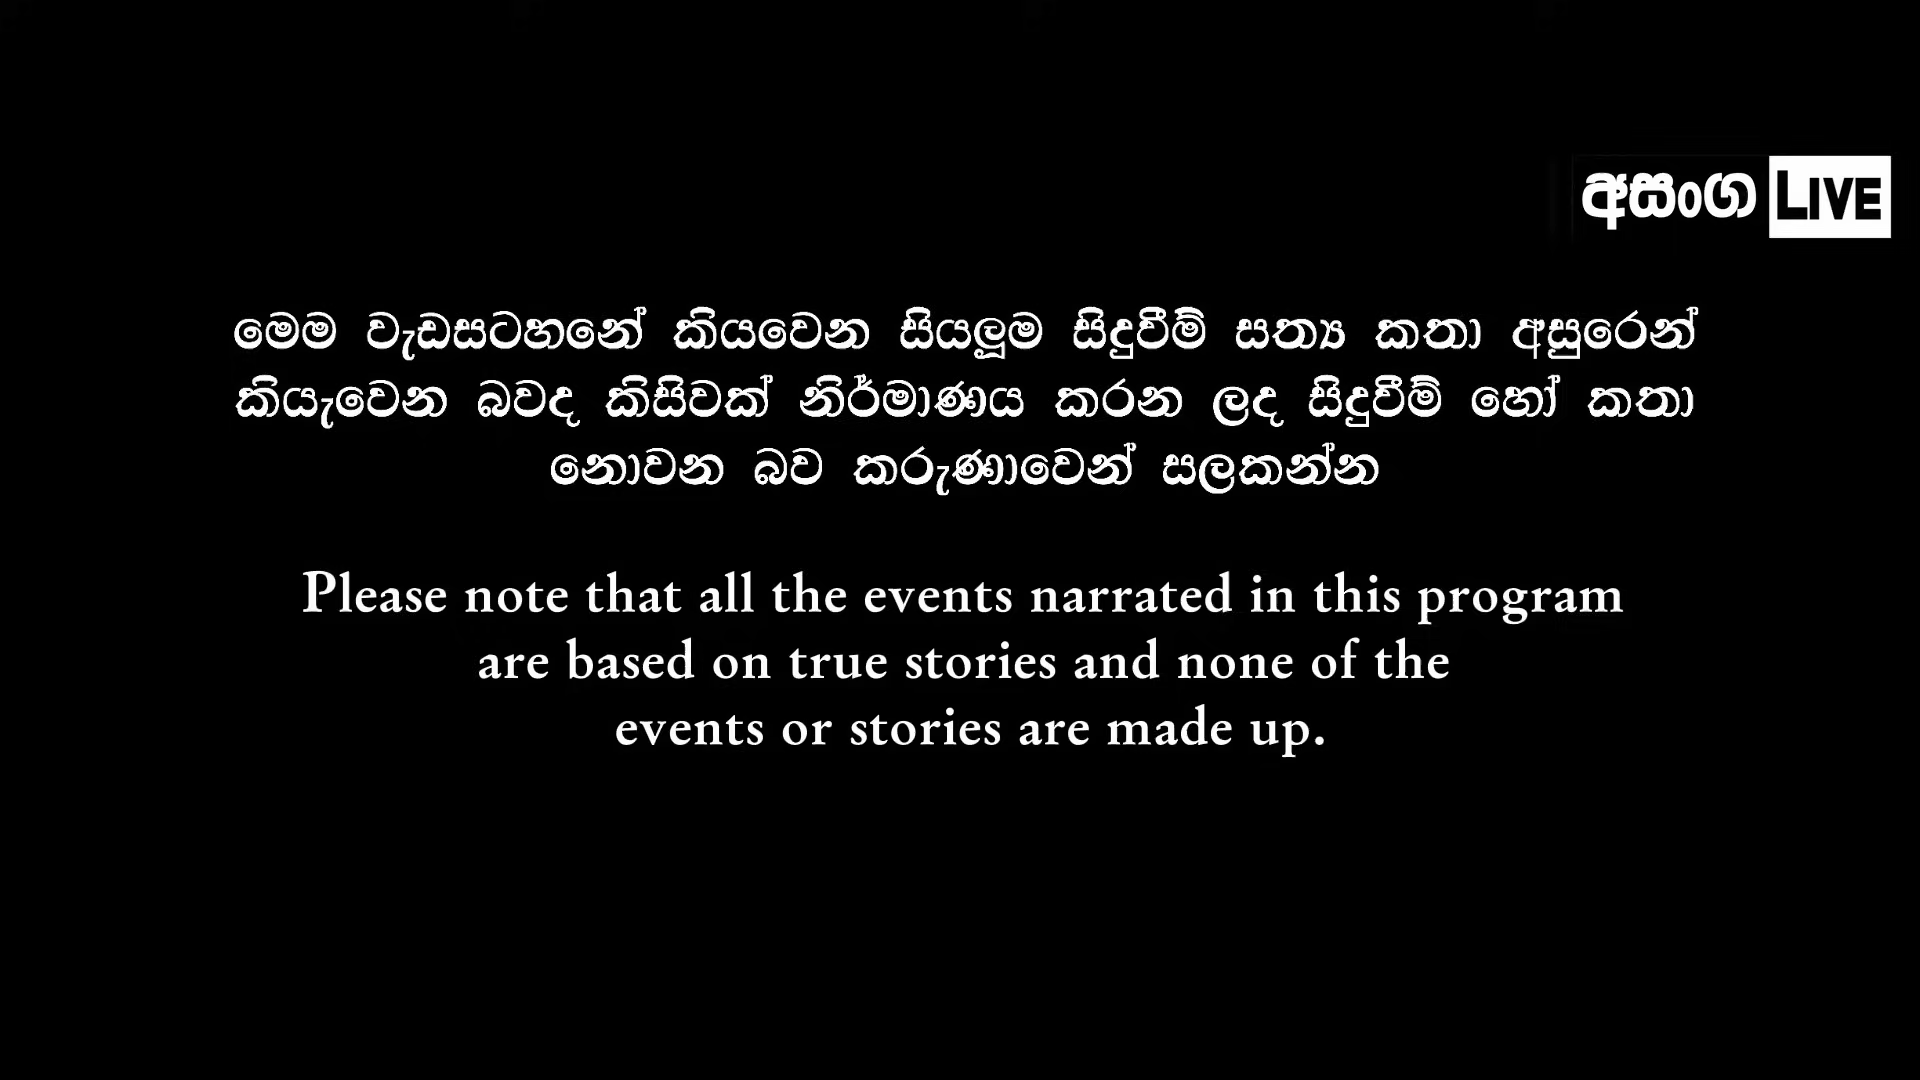 අසංග LIVE
මෙම වැඩසටහනේ කියවෙන සියලූම සිදුවීම් සත්‍ය කතා අසුරෙන්
කියැවෙන බවද කිසිවක් නිර්මාණය කරන ලද සිදුවීම් හෝ කතා
නොවන බව කරුණාවෙන් සලකන්න
Please note that all the events narrated in this program
are based on true stories and none of the
events or stories are made up.